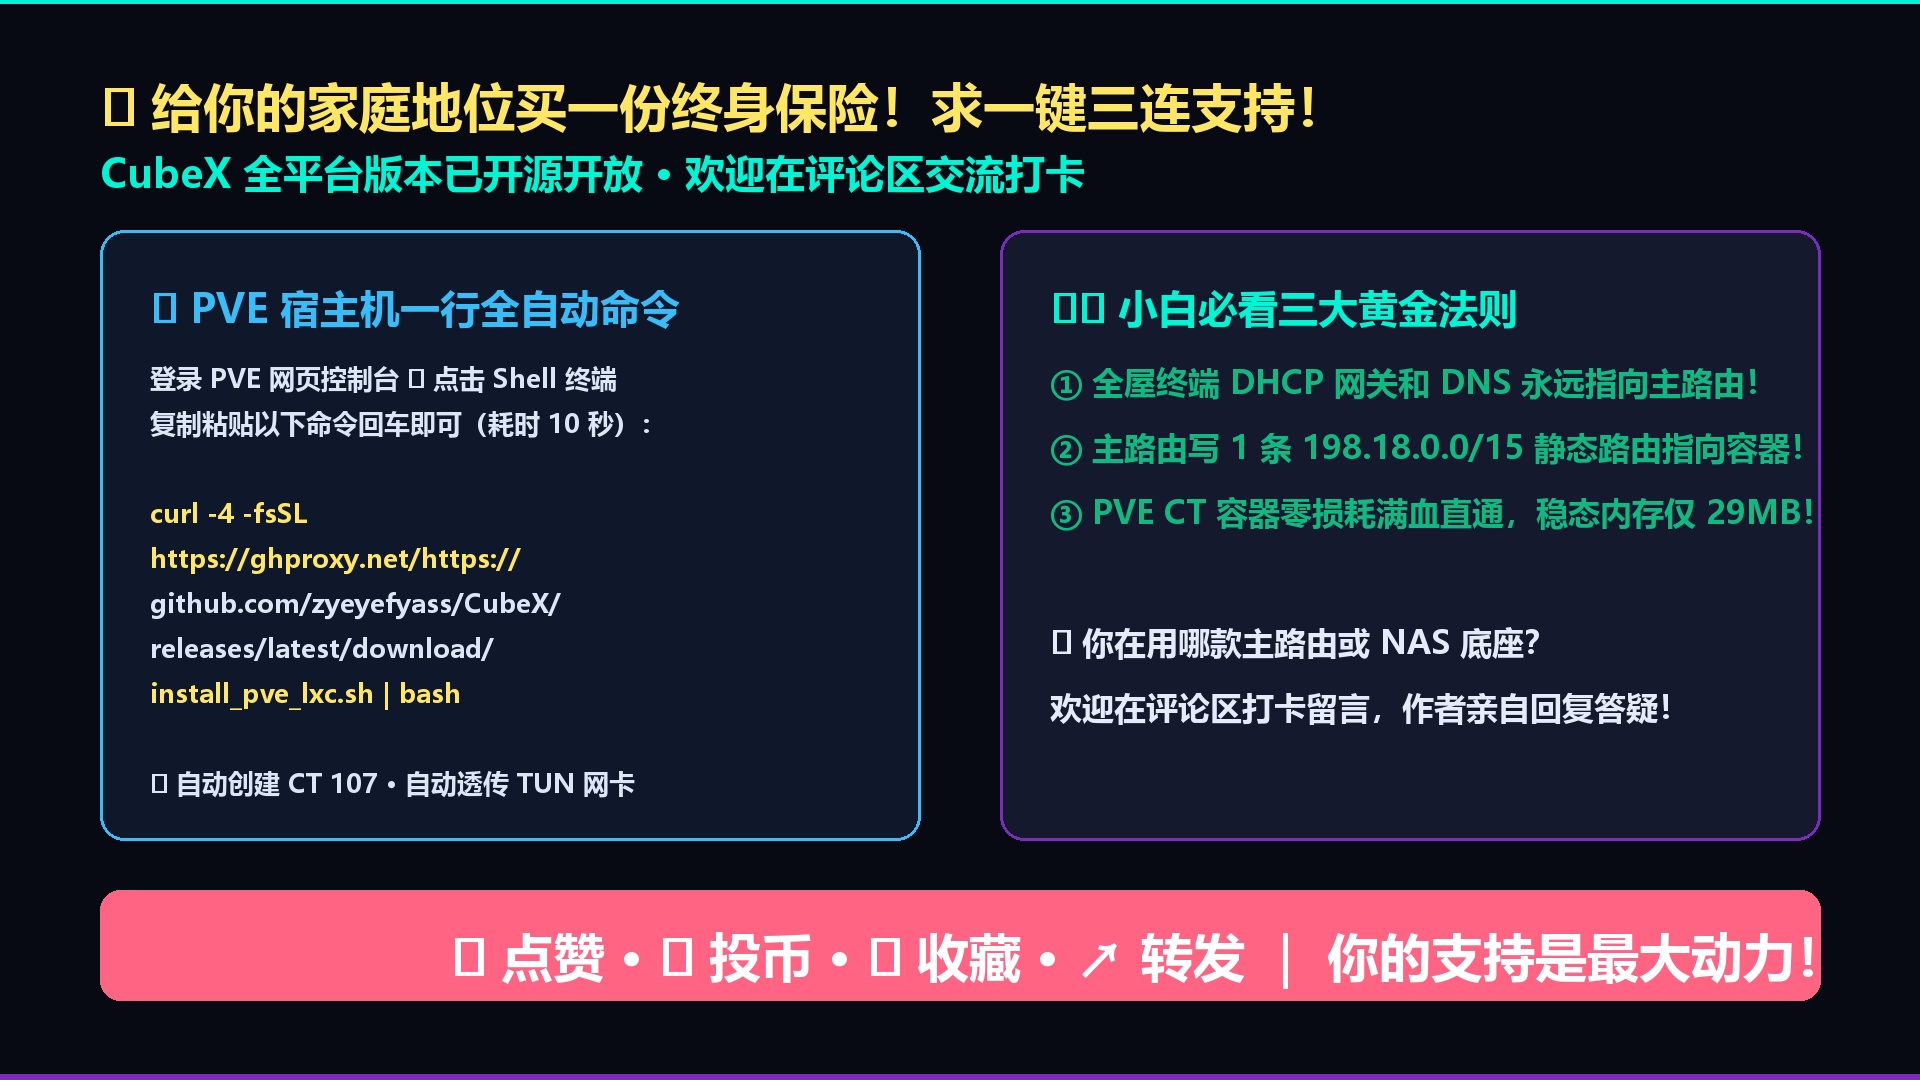 给你的家庭地位买一份终身保险！求一键三连支持！
CubeX 全平台版本已开源开放 • 欢迎在评论区交流打卡
PVE 宿主机一行全自动命令
登录 PVE 网页控制台 点击 Shell 终端
复制粘贴以下命令回车即可（耗时 10 秒）:
curl -4 -fsSL
https://ghproxy.net/https://
github.com/zyeyefyass/CubeX/
releases/latest/download/
install_pve_lxc.sh | bash
自动创建 CT 107 • 自动透传 TUN 网卡
小白必看三大黄金法则
① 全屋终端 DHCP 网关和 DNS 永远指向主路由！
② 主路由写 1 条 198.18.0.0/15 静态路由指向容器！
③ PVE CT 容器零损耗满血直通，稳态内存仅 29MB！
你在用哪款主路由或 NAS 底座？
欢迎在评论区打卡留言，作者亲自回复答疑！
点赞 • 投币 • 收藏 • ↗ 转发 | 你的支持是最大动力！